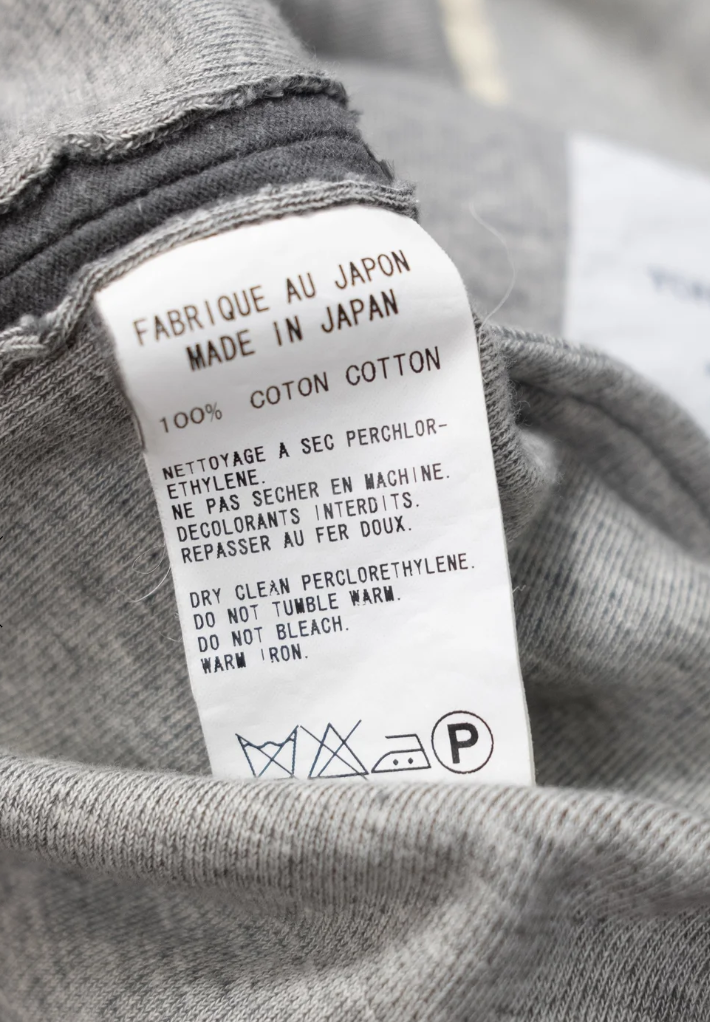 FABRIQUE AU JAPON
MADE IN JAPAN
100% COTON COTTON
NETTOYAGE A SEC PERCHLOR-
ETHYLENE.
NE PAS SECHER EN MACHINE.
DECOLORANTS INTERDITS.
REPASSER AU FER DOUX.
DRY CLEAN PERCLORETHYLENE.
DO NOT TUMBLE WARM.
DO NOT BLEACH.
WARM IRON.
P